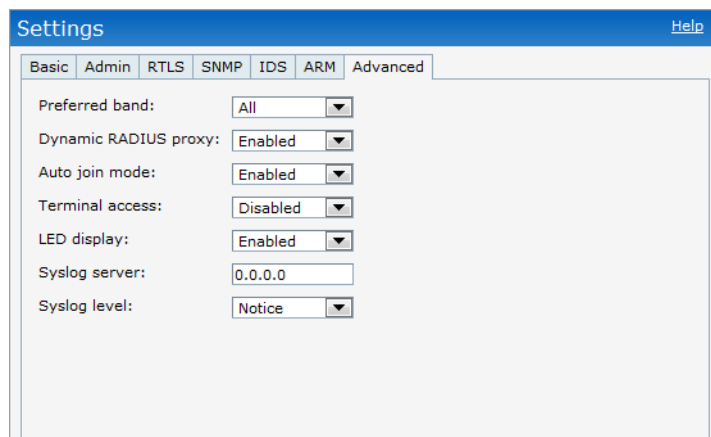 Settings Help
Basic Admin RTLS SNMP IDS ARM Advanced
Preferred band: All
Dynamic RADIUS proxy: Enabled
Auto join mode: Enabled
Terminal access: Disabled
LED display: Enabled
Syslog server: 0.0.0.0
Syslog level: Notice